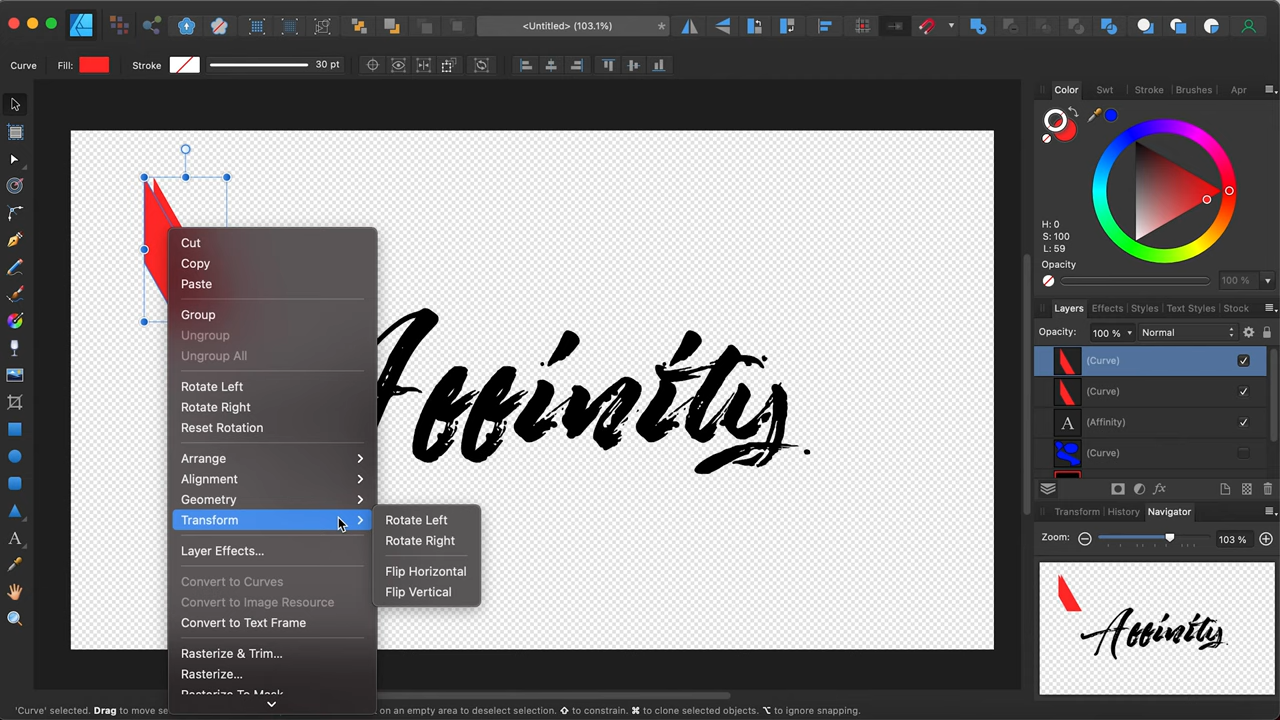 <Untitled> (103.1%)
*
Curve
Fill:
Stroke
30 pt
Color
Swt
Stroke
Brushes
Apr
H: 0
S: 100
L: 59
Opacity
100 %
Layers
Effects
Styles
Text Styles
Stock
Opacity:
100 %
Normal
(Curve)
(Curve)
A
(Affinity)
(Curve)
fx
Transform
History
Navigator
Zoom:
103 %
Affinity.
Cut
Copy
Paste
Group
Ungroup
Ungroup All
Rotate Left
Rotate Right
Reset Rotation
Arrange
Alignment
Geometry
Transform
Layer Effects...
Convert to Curves
Convert to Image Resource
Convert to Text Frame
Rasterize & Trim...
Rasterize...
Rasterize To Mask
Rotate Left
Rotate Right
Flip Horizontal
Flip Vertical
Affinity.
A
'Curve' selected. Drag to move se
on an empty area to deselect selection. ⇧ to constrain. ⌘ to clone selected objects. ⌥ to ignore snapping.